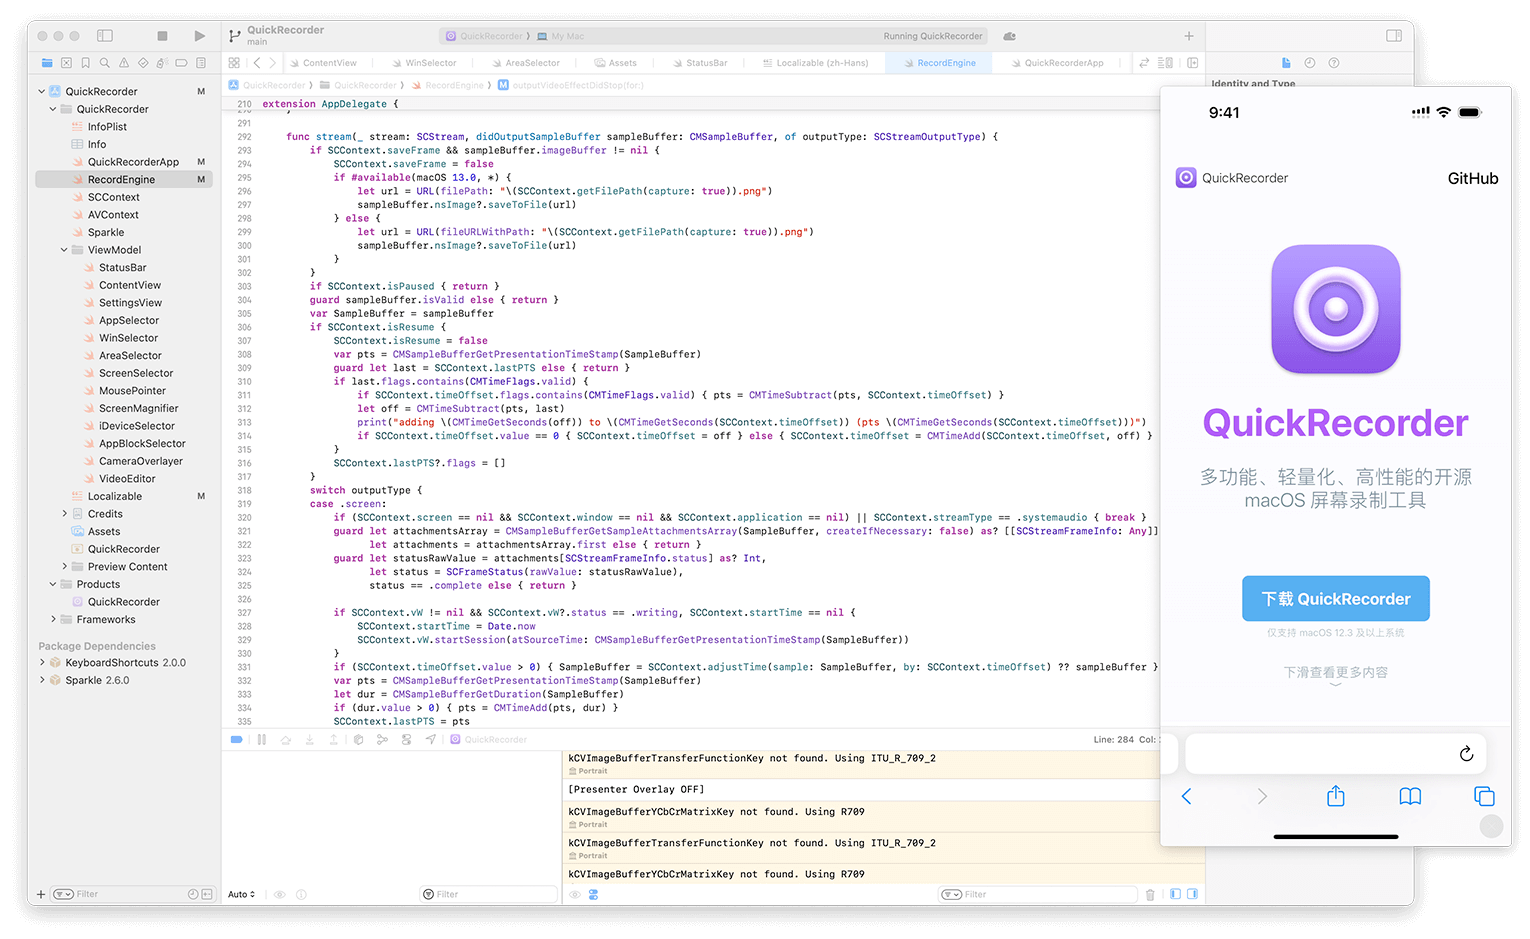 QuickRecorder
main
QuickRecorder
My Mac
Running QuickRecorder
ContentView
WinSelector
AreaSelector
Assets
StatusBar
Localizable (zh-Hans)
RecordEngine
QuickRecorderApp
QuickRecorder
QuickRecorder
RecordEngine
outputVideoEffectDidStop(for:)
Identity and Type
QuickRecorder M
QuickRecorder
InfoPlist
Info
QuickRecorderApp M
RecordEngine M
SCContext
AVContext
Sparkle
ViewModel
StatusBar
ContentView
SettingsView
AppSelector
WinSelector
AreaSelector
ScreenSelector
MousePointer
ScreenMagnifier
iDeviceSelector
AppBlockSelector
CameraOverlayer
VideoEditor
Localizable M
Credits
Assets
QuickRecorder
Preview Content
Products
QuickRecorder
Frameworks
Package Dependencies
KeyboardShortcuts 2.0.0
Sparkle 2.6.0
Filter
210 extension AppDelegate {
291
292 func stream(_ stream: SCStream, didOutputSampleBuffer sampleBuffer: CMSampleBuffer, of outputType: SCStreamOutputType) {
293 if SCContext.saveFrame && sampleBuffer.imageBuffer != nil {
294 SCContext.saveFrame = false
295 if #available(macOS 13.0, *) {
296 let url = URL(filePath: "\(SCContext.getFilePath(capture: true)).png")
297 sampleBuffer.nsImage?.saveToFile(url)
298 } else {
299 let url = URL(fileURLWithPath: "\(SCContext.getFilePath(capture: true)).png")
300 sampleBuffer.nsImage?.saveToFile(url)
301 }
302 }
303 if SCContext.isPaused { return }
304 guard sampleBuffer.isValid else { return }
305 var SampleBuffer = sampleBuffer
306 if SCContext.isResume {
307 SCContext.isResume = false
308 var pts = CMSampleBufferGetPresentationTimeStamp(SampleBuffer)
309 guard let last = SCContext.lastPTS else { return }
310 if last.flags.contains(CMTimeFlags.valid) {
311 if SCContext.timeOffset.flags.contains(CMTimeFlags.valid) { pts = CMTimeSubtract(pts, SCContext.timeOffset) }
312 let off = CMTimeSubtract(pts, last)
313 print("adding \(CMTimeGetSeconds(off)) to \(CMTimeGetSeconds(SCContext.timeOffset)) (pts \(CMTimeGetSeconds(SCContext.timeOffset)))")
314 if SCContext.timeOffset.value == 0 { SCContext.timeOffset = off } else { SCContext.timeOffset = CMTimeAdd(SCContext.timeOffset, off) }
315 }
316 SCContext.lastPTS?.flags = []
317 }
318 switch outputType {
319 case .screen:
320 if (SCContext.screen == nil && SCContext.window == nil && SCContext.application == nil) || SCContext.streamType == .systemaudio { break }
321 guard let attachmentsArray = CMSampleBufferGetSampleAttachmentsArray(SampleBuffer, createIfNecessary: false) as? [[SCStreamFrameInfo: Any]]
322 let attachments = attachmentsArray.first else { return }
323 guard let statusRawValue = attachments[SCStreamFrameInfo.status] as? Int,
324 let status = SCFrameStatus(rawValue: statusRawValue),
325 status == .complete else { return }
326
327 if SCContext.vW != nil && SCContext.vW?.status == .writing, SCContext.startTime == nil {
328 SCContext.startTime = Date.now
329 SCContext.vW.startSession(atSourceTime: CMSampleBufferGetPresentationTimeStamp(SampleBuffer))
330 }
331 if (SCContext.timeOffset.value > 0) { SampleBuffer = SCContext.adjustTime(sample: SampleBuffer, by: SCContext.timeOffset) ?? sampleBuffer }
332 var pts = CMSampleBufferGetPresentationTimeStamp(SampleBuffer)
333 let dur = CMSampleBufferGetDuration(SampleBuffer)
334 if (dur.value > 0) { pts = CMTimeAdd(pts, dur) }
335 SCContext.lastPTS = pts
QuickRecorder
Line: 284 Col:
kCVImageBufferTransferFunctionKey not found. Using ITU_R_709_2
Portrait
[Presenter Overlay OFF]
kCVImageBufferYCbCrMatrixKey not found. Using R709
Portrait
kCVImageBufferTransferFunctionKey not found. Using ITU_R_709_2
Portrait
kCVImageBufferYCbCrMatrixKey not found. Using R709
Auto
Filter
Filter
9:41
QuickRecorder
GitHub
QuickRecorder
多功能、轻量化、高性能的开源
macOS 屏幕录制工具
下载 QuickRecorder
仅支持 macOS 12.3 及以上系统
下滑查看更多内容